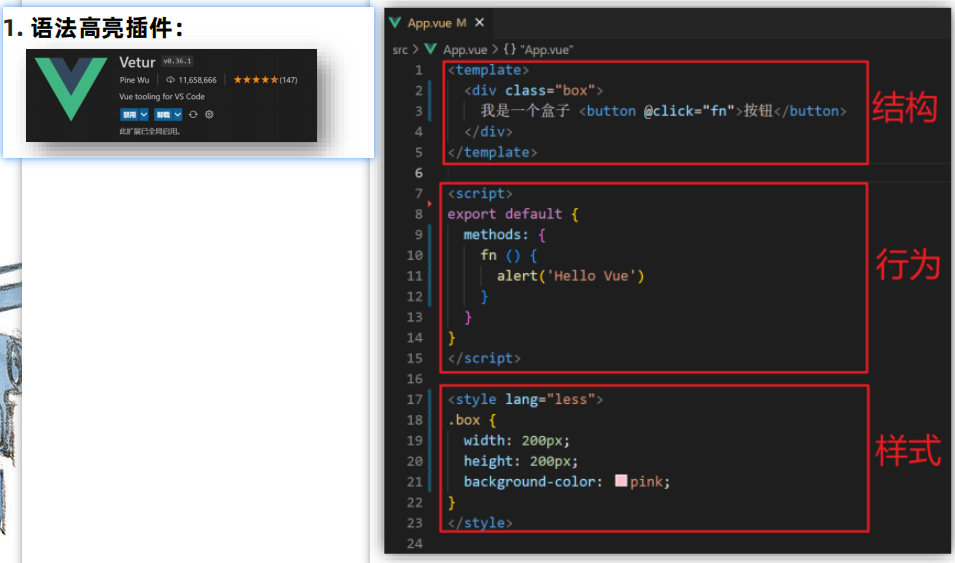 1. 语法高亮插件：
Vetur v0.36.1
Pine Wu 11,658,666 ★★★★★(147)
Vue tooling for VS Code
禁用 卸载
此扩展已全局启用。
App.vue M ×
src > App.vue > {} "App.vue"
1 <template>
2 <div class="box">
3 我是一个盒子 <button @click="fn">按钮</button>
4 </div>
5 </template>
结构
6
7 <script>
8 export default {
9 methods: {
10 fn () {
11 alert('Hello Vue')
12 }
13 }
14 }
15 </script>
行为
16
17 <style lang="less">
18 .box {
19 width: 200px;
20 height: 200px;
21 background-color: pink;
22 }
23 </style>
样式
24